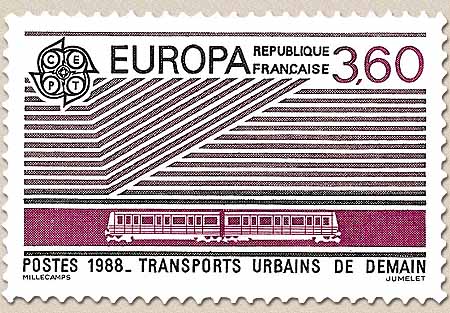 CEPT
EUROPA
REPUBLIQUE
FRANCAISE
3,60
POSTES 1988_ TRANSPORTS URBAINS DE DEMAIN
MILLECAMPS
JUMELET